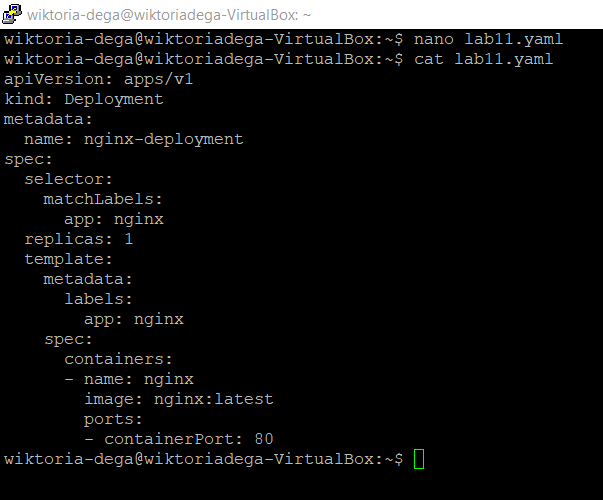 wiktoria-dega@wiktoriadega-VirtualBox: ~
wiktoria-dega@wiktoriadega-VirtualBox:~$ nano lab11.yaml
wiktoria-dega@wiktoriadega-VirtualBox:~$ cat lab11.yaml
apiVersion: apps/v1
kind: Deployment
metadata:
  name: nginx-deployment
spec:
  selector:
    matchLabels:
      app: nginx
  replicas: 1
  template:
    metadata:
      labels:
        app: nginx
    spec:
      containers:
      - name: nginx
        image: nginx:latest
        ports:
        - containerPort: 80
wiktoria-dega@wiktoriadega-VirtualBox:~$